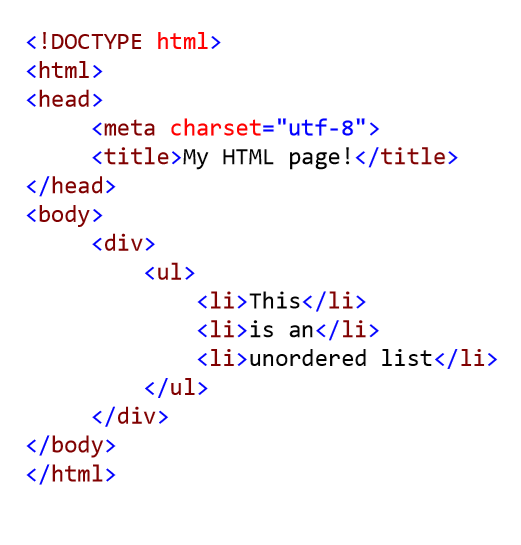 <!DOCTYPE html>
<html>
<head>
<meta charset="utf-8">
<title>My HTML page!</title>
</head>
<body>
<div>
<ul>
<li>This</li>
<li>is an</li>
<li>unordered list</li>
</ul>
</div>
</body>
</html>